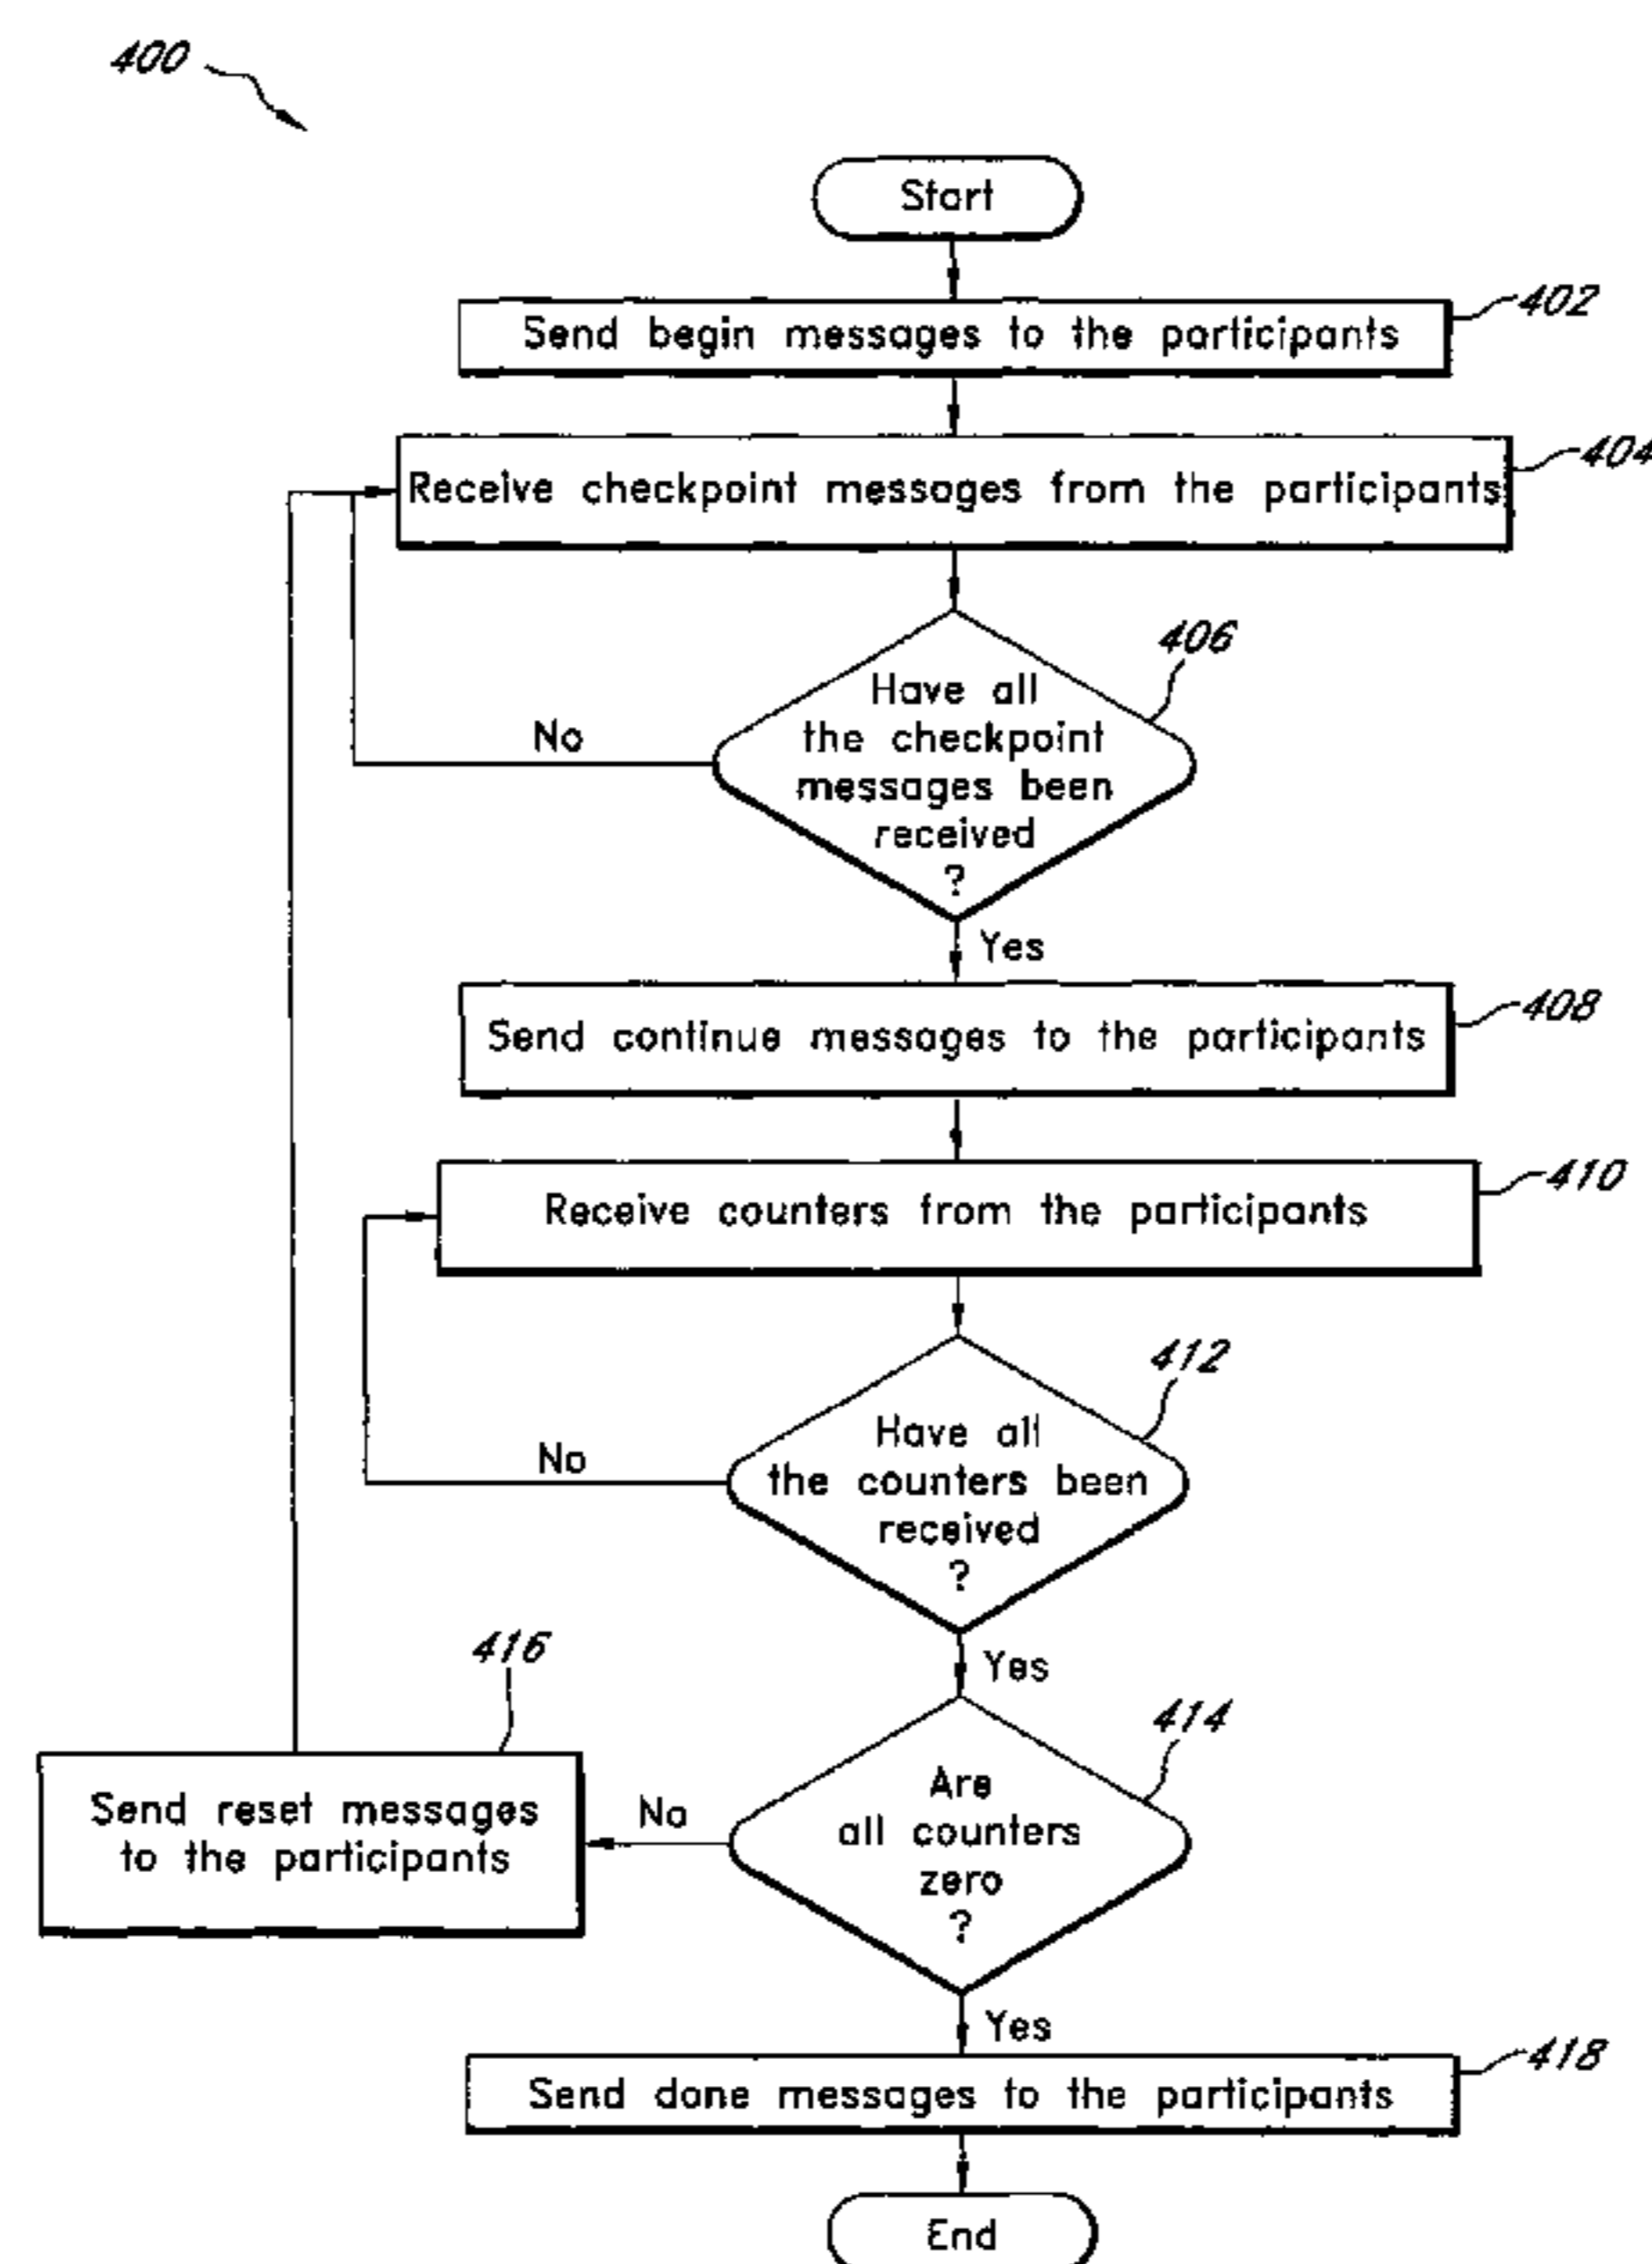 400
Start
Send begin messages to the participants
402
Receive checkpoint messages from the participants
404
406
Have all
the checkpoint
messages been
received
?
No
Yes
Send continue messages to the participants
408
Receive counters from the participants
410
412
Have all
the counters been
received
?
No
Yes
416
414
Send reset messages
to the participants
No
Are
all counters
zero
?
Yes
Send done messages to the participants
418
End